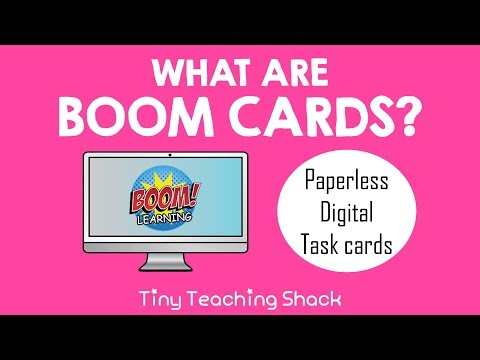 WHAT ARE
BOOM CARDS?
BOOM!
LEARNING
Paperless
Digital
Task cards
Tiny Teaching Shack